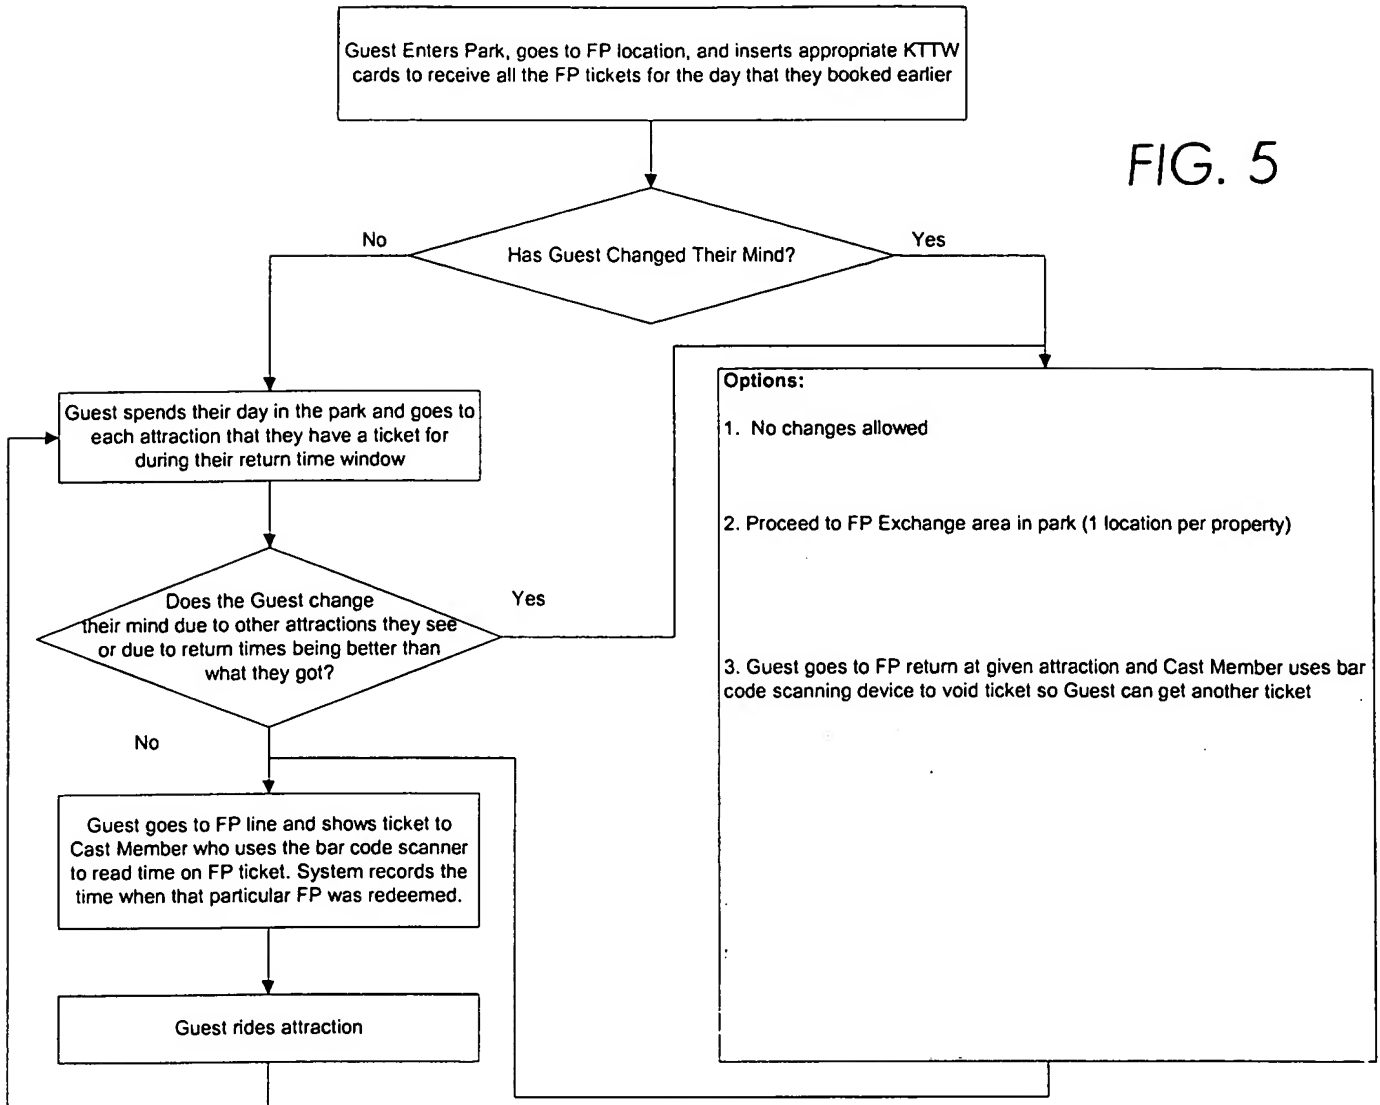 Guest Enters Park, goes to FP location, and inserts appropriate KTTW
cards to receive all the FP tickets for the day that they booked earlier
FIG. 5
No
Has Guest Changed Their Mind?
Yes
Guest spends their day in the park and goes to
each attraction that they have a ticket for
during their return time window
Does the Guest change
their mind due to other attractions they see
or due to return times being better than
what they got?
Yes
No
Guest goes to FP line and shows ticket to
Cast Member who uses the bar code scanner
to read time on FP ticket. System records the
time when that particular FP was redeemed.
Guest rides attraction
Options:
1. No changes allowed
2. Proceed to FP Exchange area in park (1 location per property)
3. Guest goes to FP return at given attraction and Cast Member uses bar
code scanning device to void ticket so Guest can get another ticket